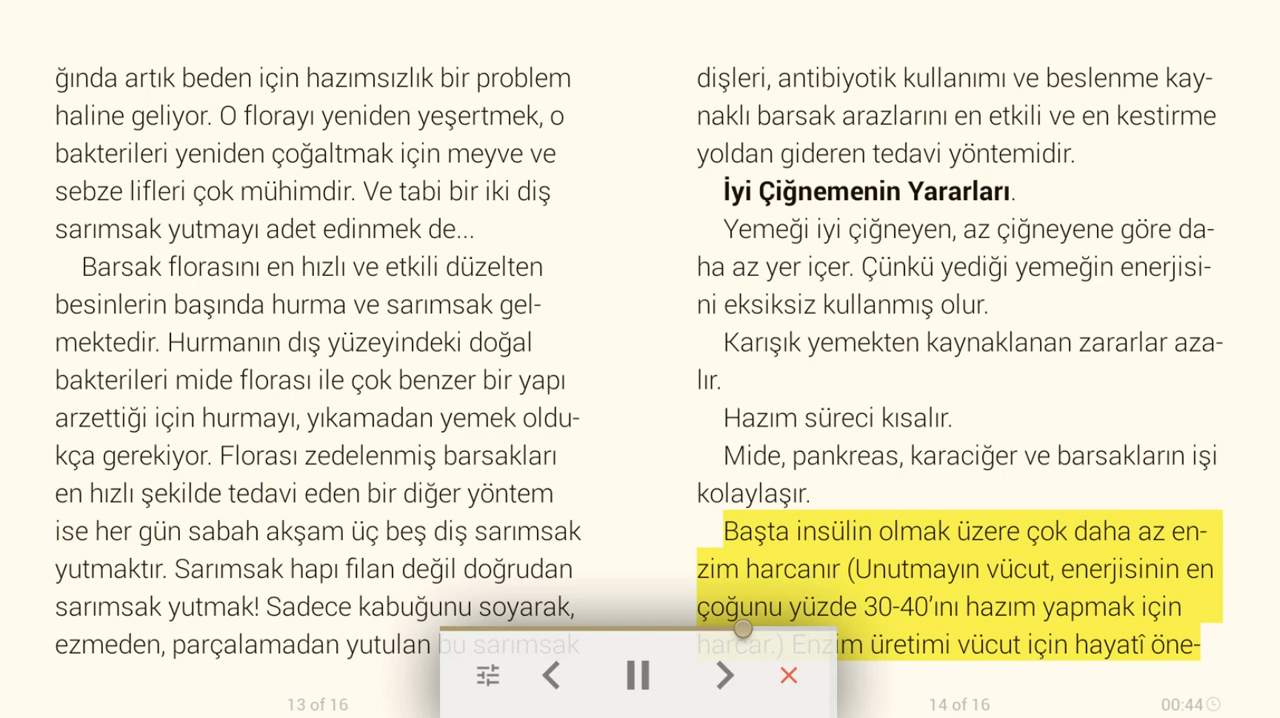 ğında artık beden için hazımsızlık bir problem
haline geliyor. O florayı yeniden yeşertmek, o
bakterileri yeniden çoğaltmak için meyve ve
sebze lifleri çok mühimdir. Ve tabi bir iki diş
sarımsak yutmayı adet edinmek de...
Barsak florasını en hızlı ve etkili düzelten
besinlerin başında hurma ve sarımsak gel-
mektedir. Hurmanın dış yüzeyindeki doğal
bakterileri mide florası ile çok benzer bir yapı
arzettiği için hurmayı, yıkamadan yemek oldu-
kça gerekiyor. Florası zedelenmiş barsakları
en hızlı şekilde tedavi eden bir diğer yöntem
ise her gün sabah akşam üç beş diş sarımsak
yutmaktır. Sarımsak hapı filan değil doğrudan
sarımsak yutmak! Sadece kabuğunu soyarak,
ezmeden, parçalamadan yutulan bu sarımsak
13 of 16
dişleri, antibiyotik kullanımı ve beslenme kay-
naklı barsak arazlarını en etkili ve en kestirme
yoldan gideren tedavi yöntemidir.
İyi Çiğnemenin Yararları.
Yemeği iyi çiğneyen, az çiğneyene göre da-
ha az yer içer. Çünkü yediği yemeğin enerjisi-
ni eksiksiz kullanmış olur.
Karışık yemekten kaynaklanan zararlar aza-
lır.
Hazım süreci kısalır.
Mide, pankreas, karaciğer ve barsakların işi
kolaylaşır.
Başta insülin olmak üzere çok daha az en-
zim harcanır (Unutmayın vücut, enerjisinin en
çoğunu yüzde 30-40’ını hazım yapmak için
harcar.) Enzim üretimi vücut için hayatî öne-
14 of 16
00:44